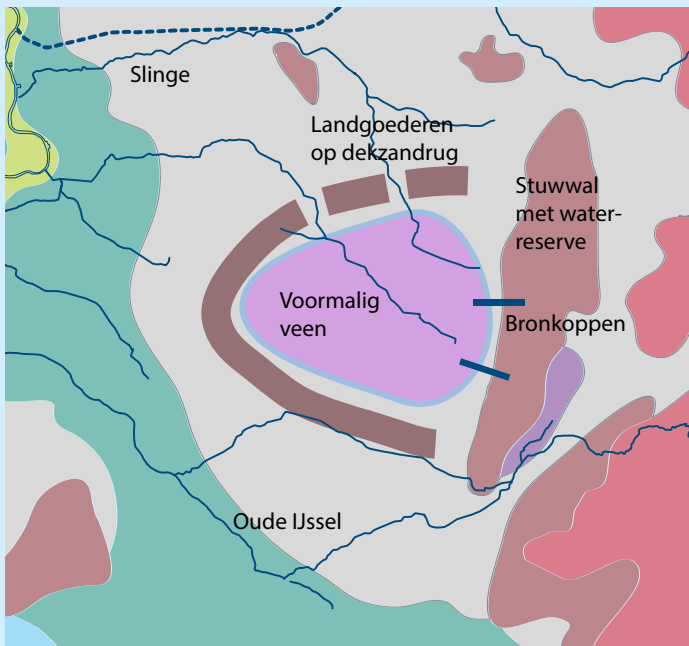 Slinge
Landgoederen
op dekzandrug
Stuwwal
met water-
reserve
Voormalig
veen
Bronkoppen
Oude IJssel